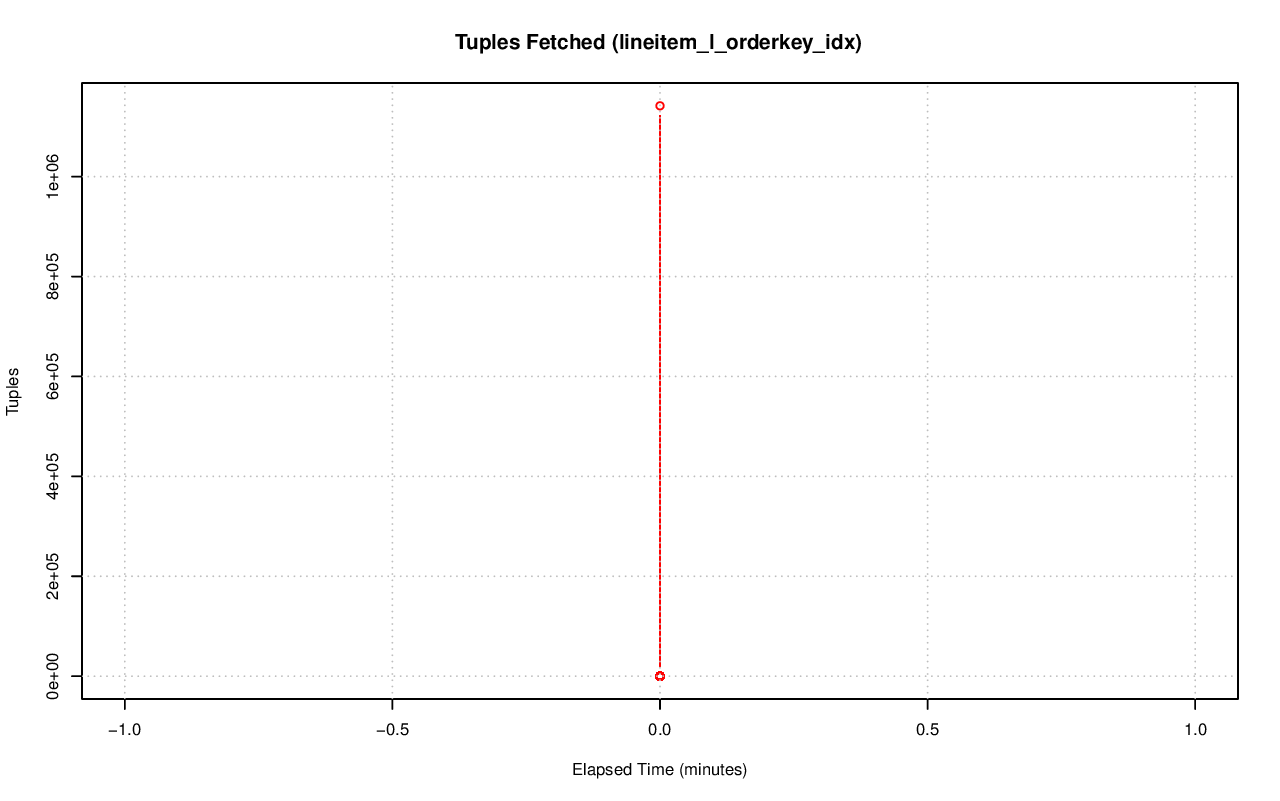 Tuples Fetched (lineitem_l_orderkey_idx)
Tuples
1e+06
8e+05
6e+05
4e+05
2e+05
0e+00
−1.0 −0.5 0.0 0.5 1.0
Elapsed Time (minutes)